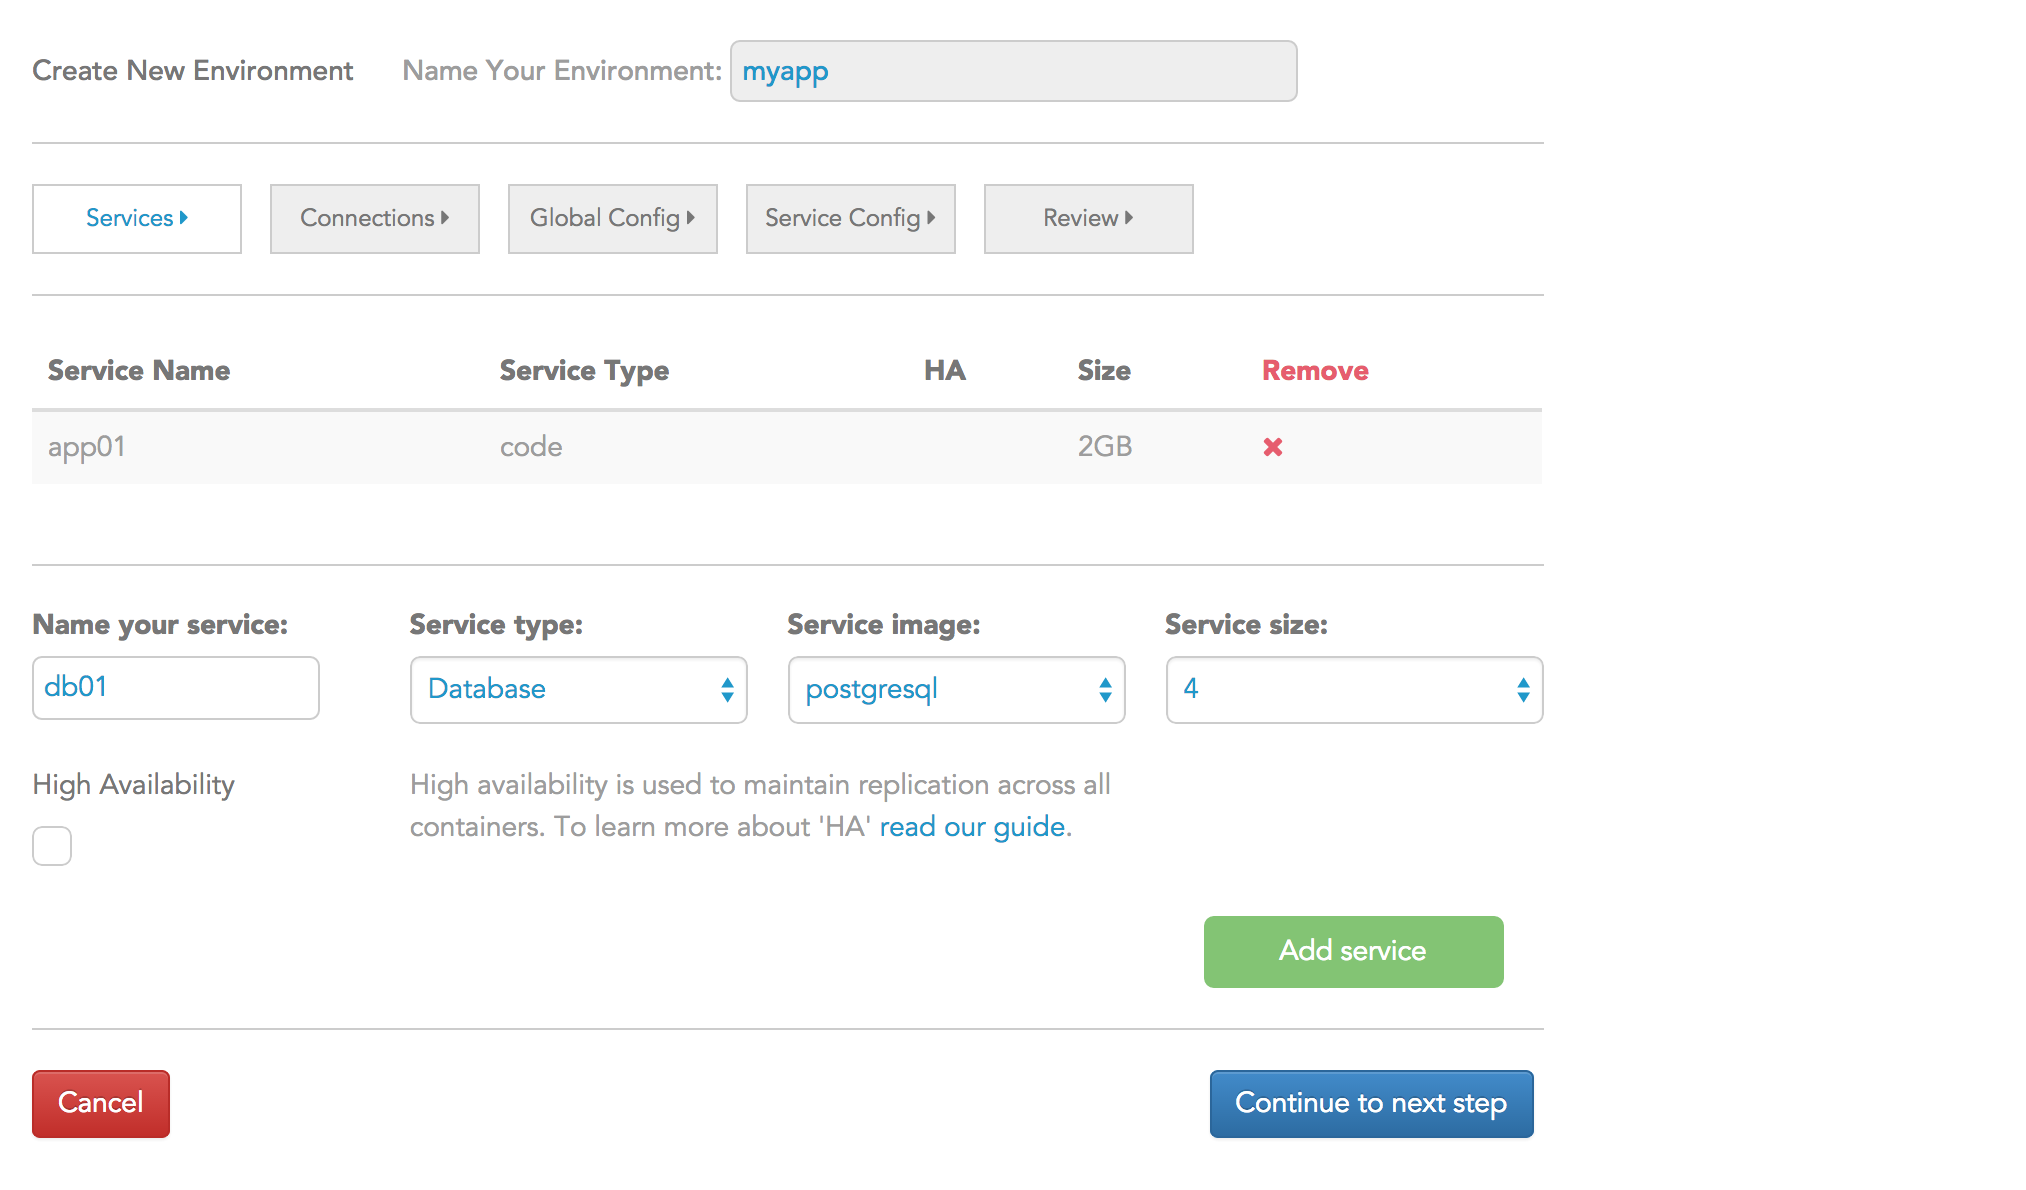 Create New Environment Name Your Environment: myapp
Services Connections Global Config Service Config Review
Service Name Service Type HA Size Remove
app01 code 2GB
Name your service: Service type: Service image: Service size:
db01 Database postgresql 4
High Availability High availability is used to maintain replication across all
containers. To learn more about 'HA' read our guide.
Add service
Cancel Continue to next step